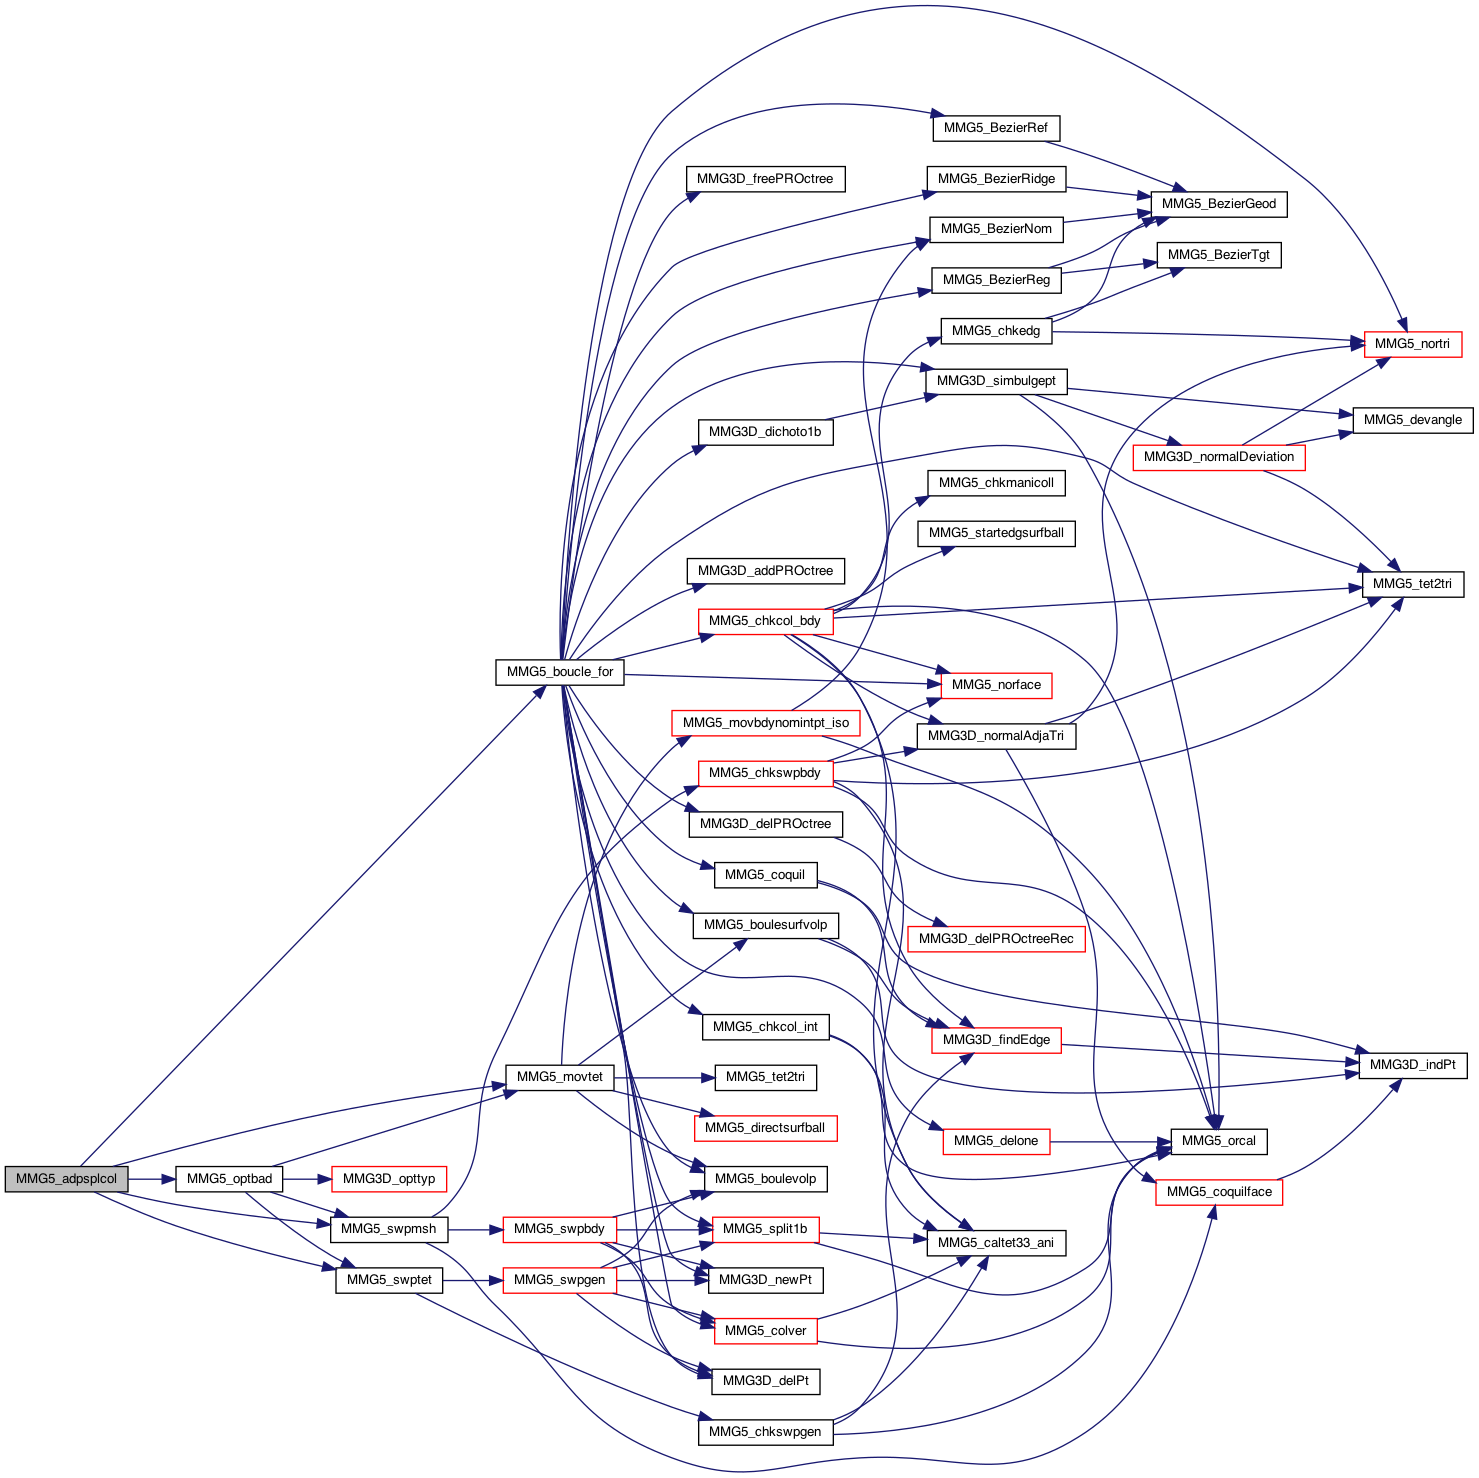 MMG5_BezierRef
MMG3D_freePROctree
MMG5_BezierRidge
MMG5_BezierGeod
MMG5_BezierNom
MMG5_BezierTgt
MMG5_BezierReg
MMG5_chkedg
MMG5_nortri
MMG3D_simbulgept
MMG5_devangle
MMG3D_dichoto1b
MMG3D_normalDeviation
MMG5_chkmanicoll
MMG5_startedgsurfball
MMG3D_addPROctree
MMG5_tet2tri
MMG5_chkcol_bdy
MMG5_boucle_for
MMG5_norface
MMG5_movbdynomintpt_iso
MMG3D_normalAdjaTri
MMG5_chkswpbdy
MMG3D_delPROctree
MMG5_coquil
MMG5_boulesurfvolp
MMG3D_delPROctreeRec
MMG5_chkcol_int
MMG3D_findEdge
MMG3D_indPt
MMG5_movtet
MMG5_tet2tri
MMG5_directsurfball
MMG5_delone
MMG5_orcal
MMG5_adpsplcol
MMG5_optbad
MMG3D_opttyp
MMG5_boulevolp
MMG5_coquilface
MMG5_swpmsh
MMG5_swpbdy
MMG5_split1b
MMG5_caltet33_ani
MMG5_swptet
MMG5_swpgen
MMG3D_newPt
MMG5_colver
MMG3D_delPt
MMG5_chkswpgen